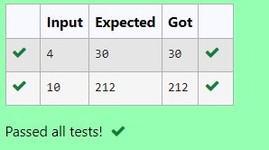 Input Expected Got
4 30 30
10 212 212
Passed all tests!